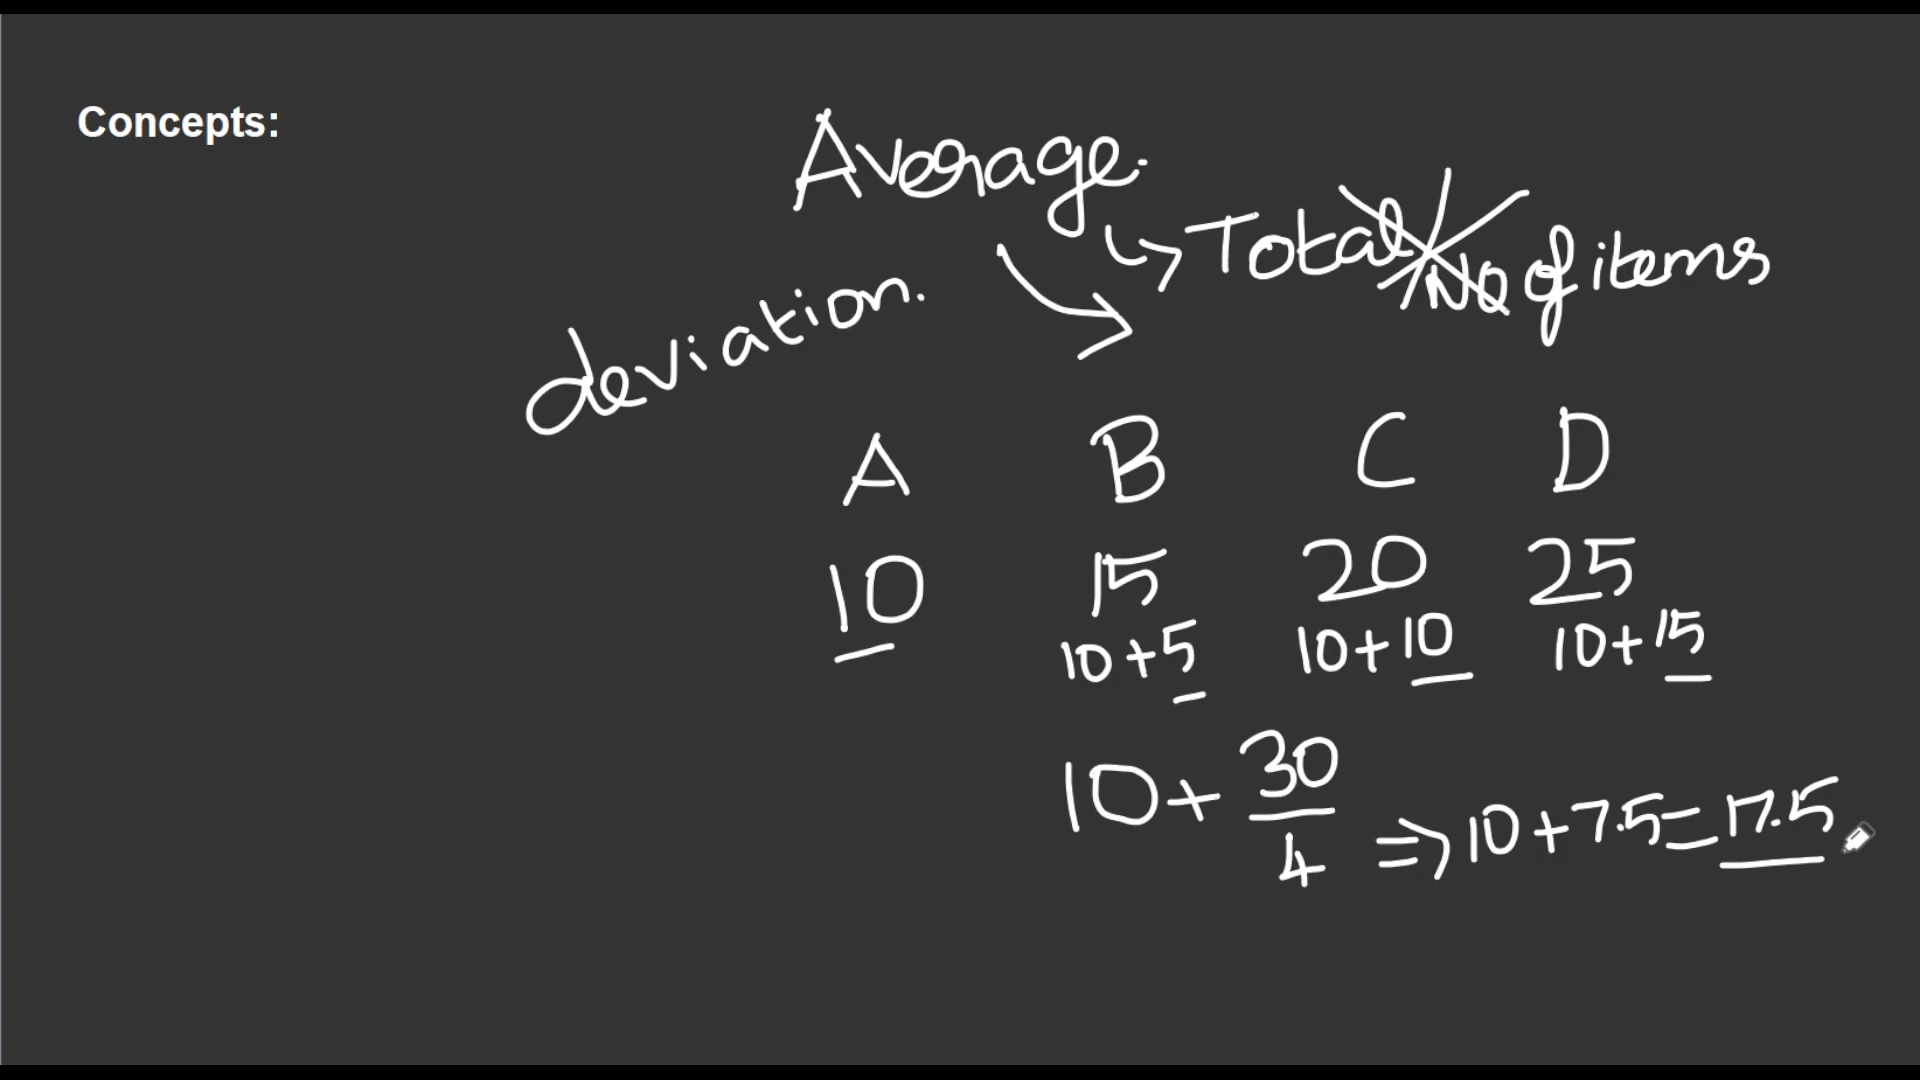 Concepts:
Average.
↳ Total / No of items
deviation.
A B C D
10 15 20 25
10+5 10+10 10+15
10+30/4 ⇒ 10+7.5=17.5